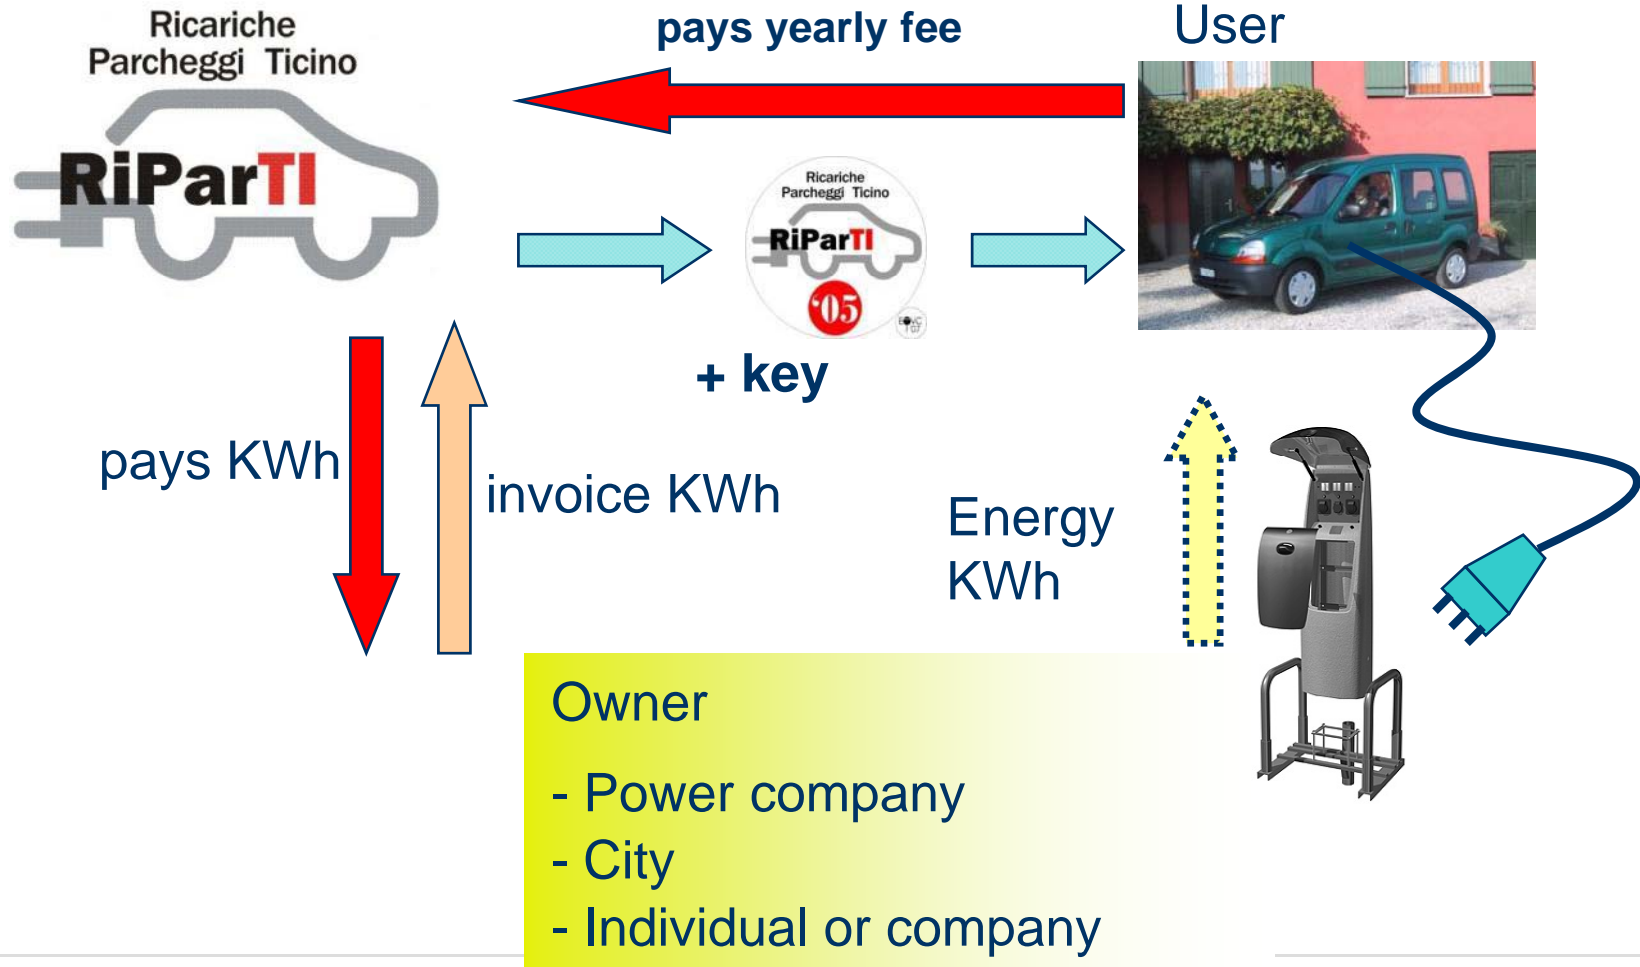 Ricariche
Parcheggi Ticino
RiParTI
pays yearly fee
User
Ricariche
Parcheggi Ticino
RiParTI
'05
+ key
pays KWh
invoice KWh
Energy
KWh
Owner
- Power company
- City
- Individual or company